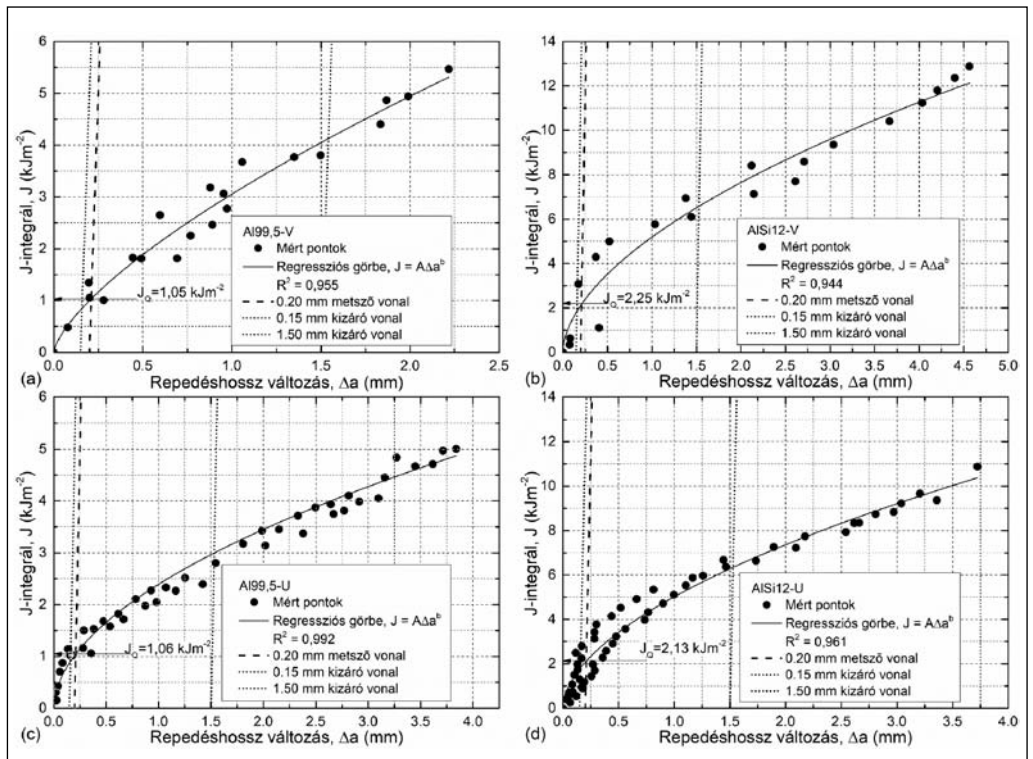 6
5
4
3
2
1
0
J-integrál, J (kJm⁻²)
J_Q=1,05 kJm⁻²
Al99,5-V
Mért pontok
Regressziós görbe, J = AΔaᵇ
R² = 0,955
0.20 mm metsző vonal
0.15 mm kizáró vonal
1.50 mm kizáró vonal
0.0 0.5 1.0 1.5 2.0 2.5
(a) Repedéshossz változás, Δa (mm)
14
12
10
8
6
4
2
0
J-integrál, J (kJm⁻²)
J_Q=2,25 kJm⁻²
AlSi12-V
Mért pontok
Regressziós görbe, J = AΔaᵇ
R² = 0,944
0.20 mm metsző vonal
0.15 mm kizáró vonal
1.50 mm kizáró vonal
0.0 0.5 1.0 1.5 2.0 2.5 3.0 3.5 4.0 4.5 5.0
(b) Repedéshossz változás, Δa (mm)
6
5
4
3
2
1
0
J-integrál, J (kJm⁻²)
J_Q=1,06 kJm⁻²
Al99,5-U
Mért pontok
Regressziós görbe, J = AΔaᵇ
R² = 0,992
0.20 mm metsző vonal
0.15 mm kizáró vonal
1.50 mm kizáró vonal
0.0 0.5 1.0 1.5 2.0 2.5 3.0 3.5 4.0
(c) Repedéshossz változás, Δa (mm)
14
12
10
8
6
4
2
0
J-integrál, J (kJm⁻²)
J_Q=2,13 kJm⁻²
AlSi12-U
Mért pontok
Regressziós görbe, J = AΔaᵇ
R² = 0,961
0.20 mm metsző vonal
0.15 mm kizáró vonal
1.50 mm kizáró vonal
0.0 0.5 1.0 1.5 2.0 2.5 3.0 3.5 4.0
(d) Repedéshossz változás, Δa (mm)